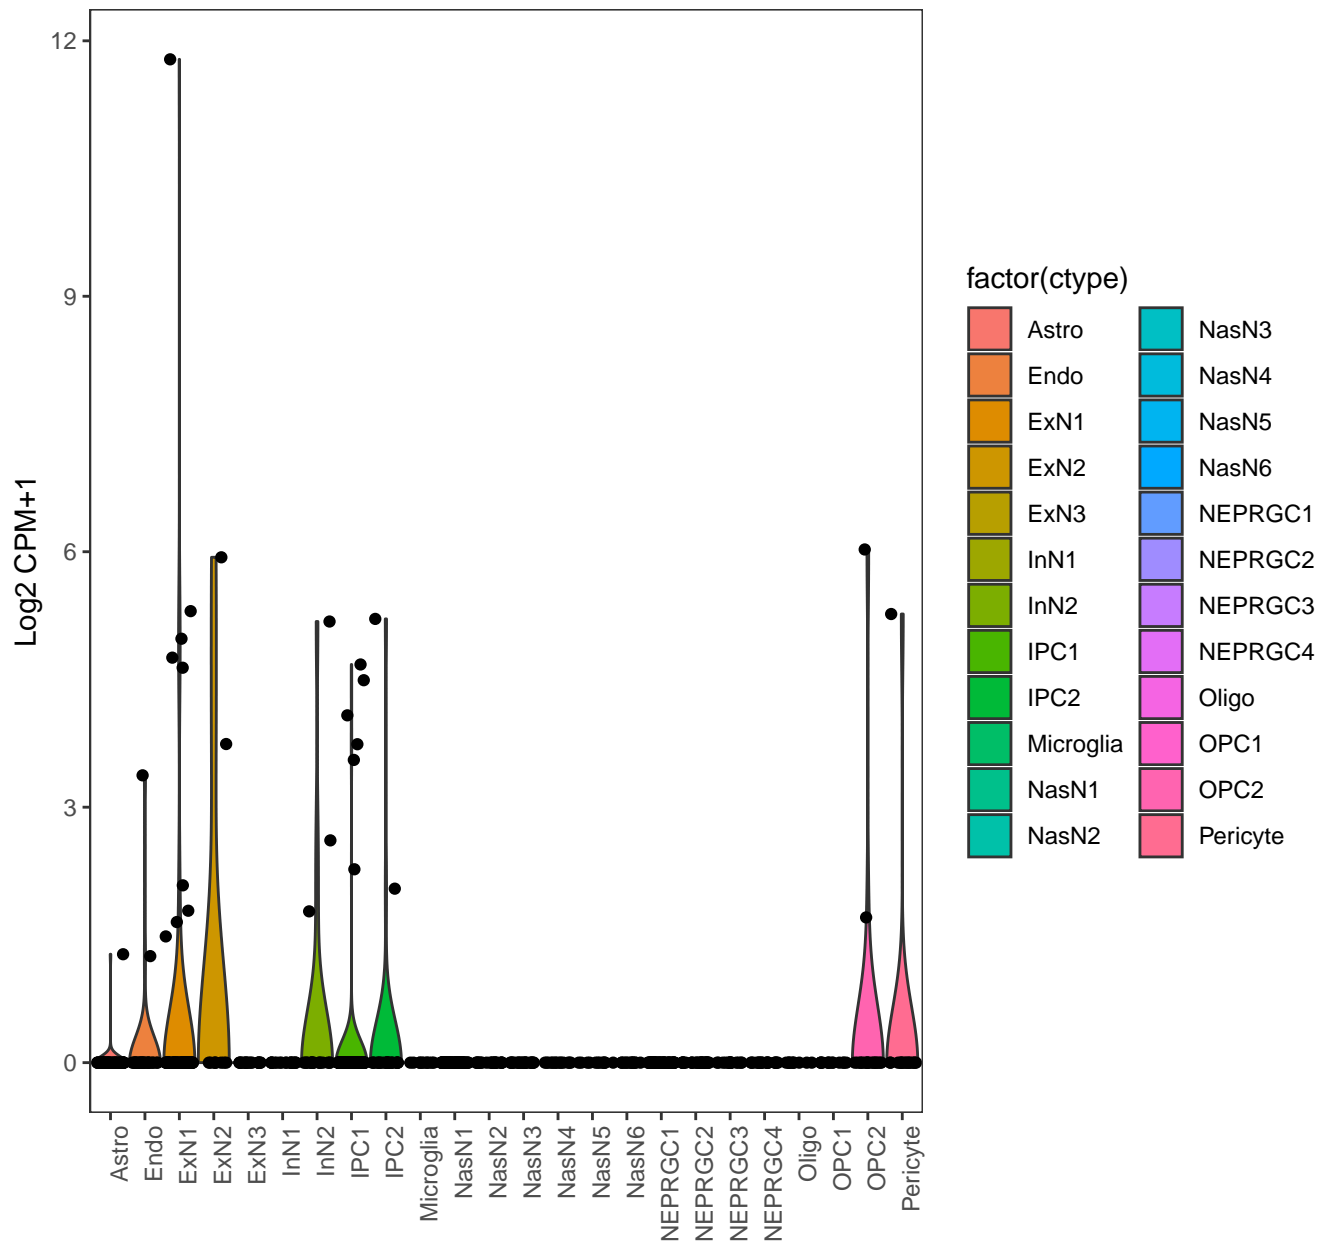 12
9
6
3
0
Log2 CPM+1
Astro
Endo
ExN1
ExN2
ExN3
InN1
InN2
IPC1
IPC2
Microglia
NasN1
NasN2
NasN3
NasN4
NasN5
NasN6
NEPRGC1
NEPRGC2
NEPRGC3
NEPRGC4
Oligo
OPC1
OPC2
Pericyte
factor(ctype)
Astro
Endo
ExN1
ExN2
ExN3
InN1
InN2
IPC1
IPC2
Microglia
NasN1
NasN2
NasN3
NasN4
NasN5
NasN6
NEPRGC1
NEPRGC2
NEPRGC3
NEPRGC4
Oligo
OPC1
OPC2
Pericyte